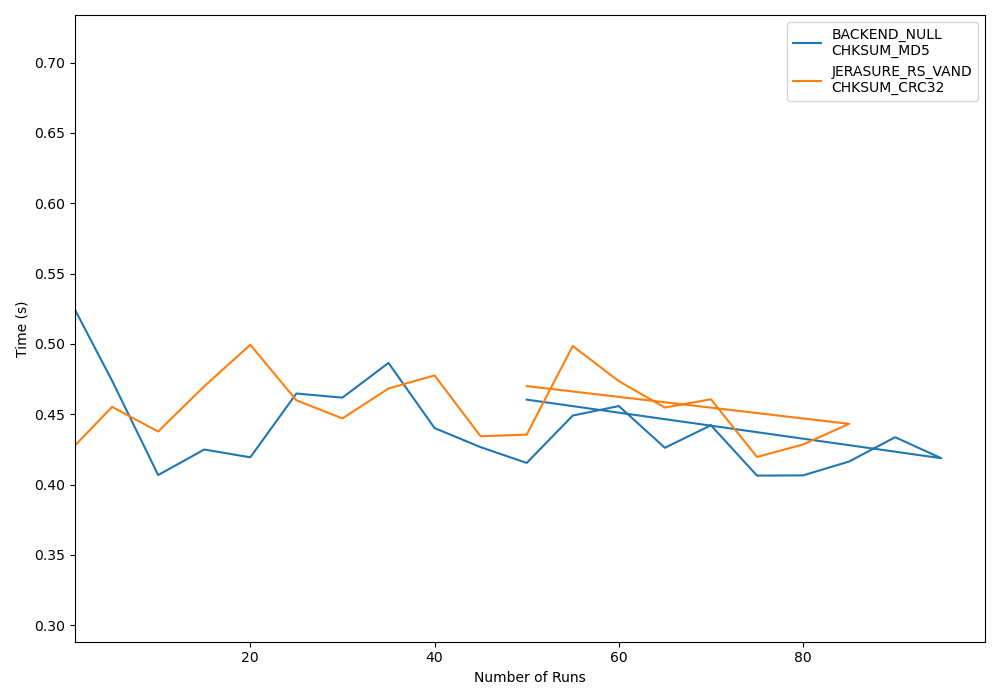 BACKEND_NULL
CHKSUM_MD5
JERASURE_RS_VAND
CHKSUM_CRC32
0.70
0.65
0.60
0.55
0.50
0.45
0.40
0.35
0.30
Time (s)
20 40 60 80
Number of Runs